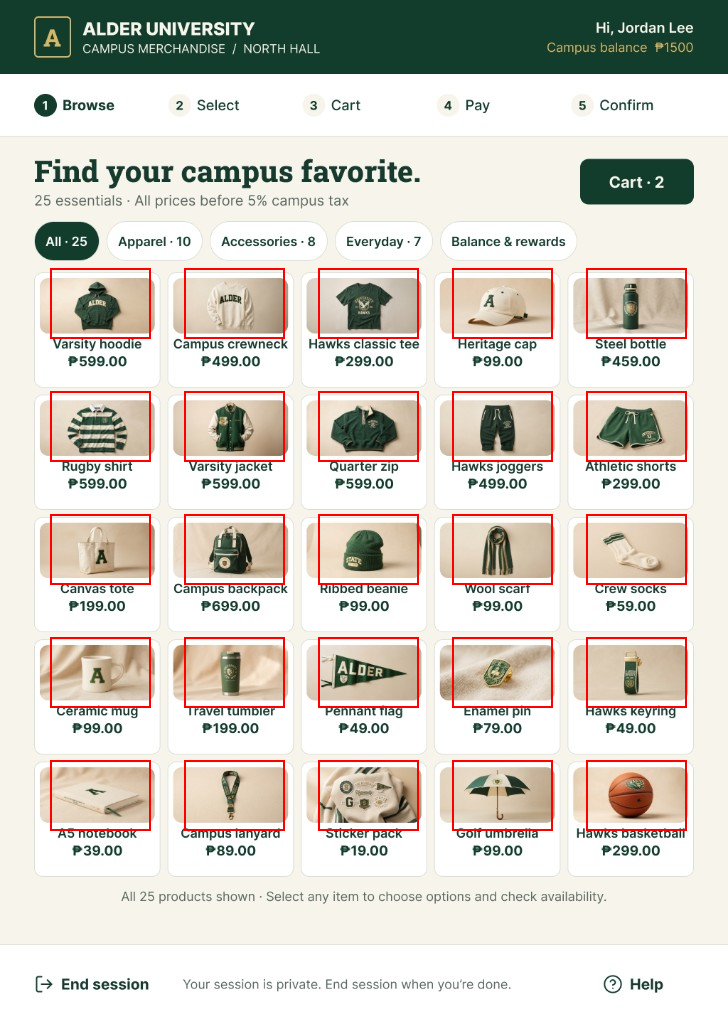 A
ALDER UNIVERSITY
CAMPUS MERCHANDISE / NORTH HALL
Hi, Jordan Lee
Campus balance ₱1500
1 Browse
2 Select
3 Cart
4 Pay
5 Confirm
Find your campus favorite.
25 essentials · All prices before 5% campus tax
Cart · 2
All · 25
Apparel · 10
Accessories · 8
Everyday · 7
Balance & rewards
ALDER
ALDER
HAWKS
A
Varsity hoodie
Campus crewneck
Hawks classic tee
Heritage cap
Steel bottle
₱599.00
₱499.00
₱299.00
₱99.00
₱459.00
Rugby shirt
Varsity jacket
Quarter zip
Hawks joggers
Athletic shorts
₱599.00
₱599.00
₱599.00
₱499.00
₱299.00
A
STATE
Canvas tote
Campus backpack
Ribbed beanie
Wool scarf
Crew socks
₱199.00
₱699.00
₱99.00
₱99.00
₱59.00
A
ALDER
Ceramic mug
Travel tumbler
Pennant flag
Enamel pin
Hawks keyring
₱99.00
₱199.00
₱49.00
₱79.00
₱49.00
A5 notebook
Campus lanyard
Sticker pack
Golf umbrella
Hawks basketball
₱39.00
₱89.00
₱19.00
₱99.00
₱299.00
All 25 products shown · Select any item to choose options and check availability.
End session
Your session is private. End session when you're done.
Help